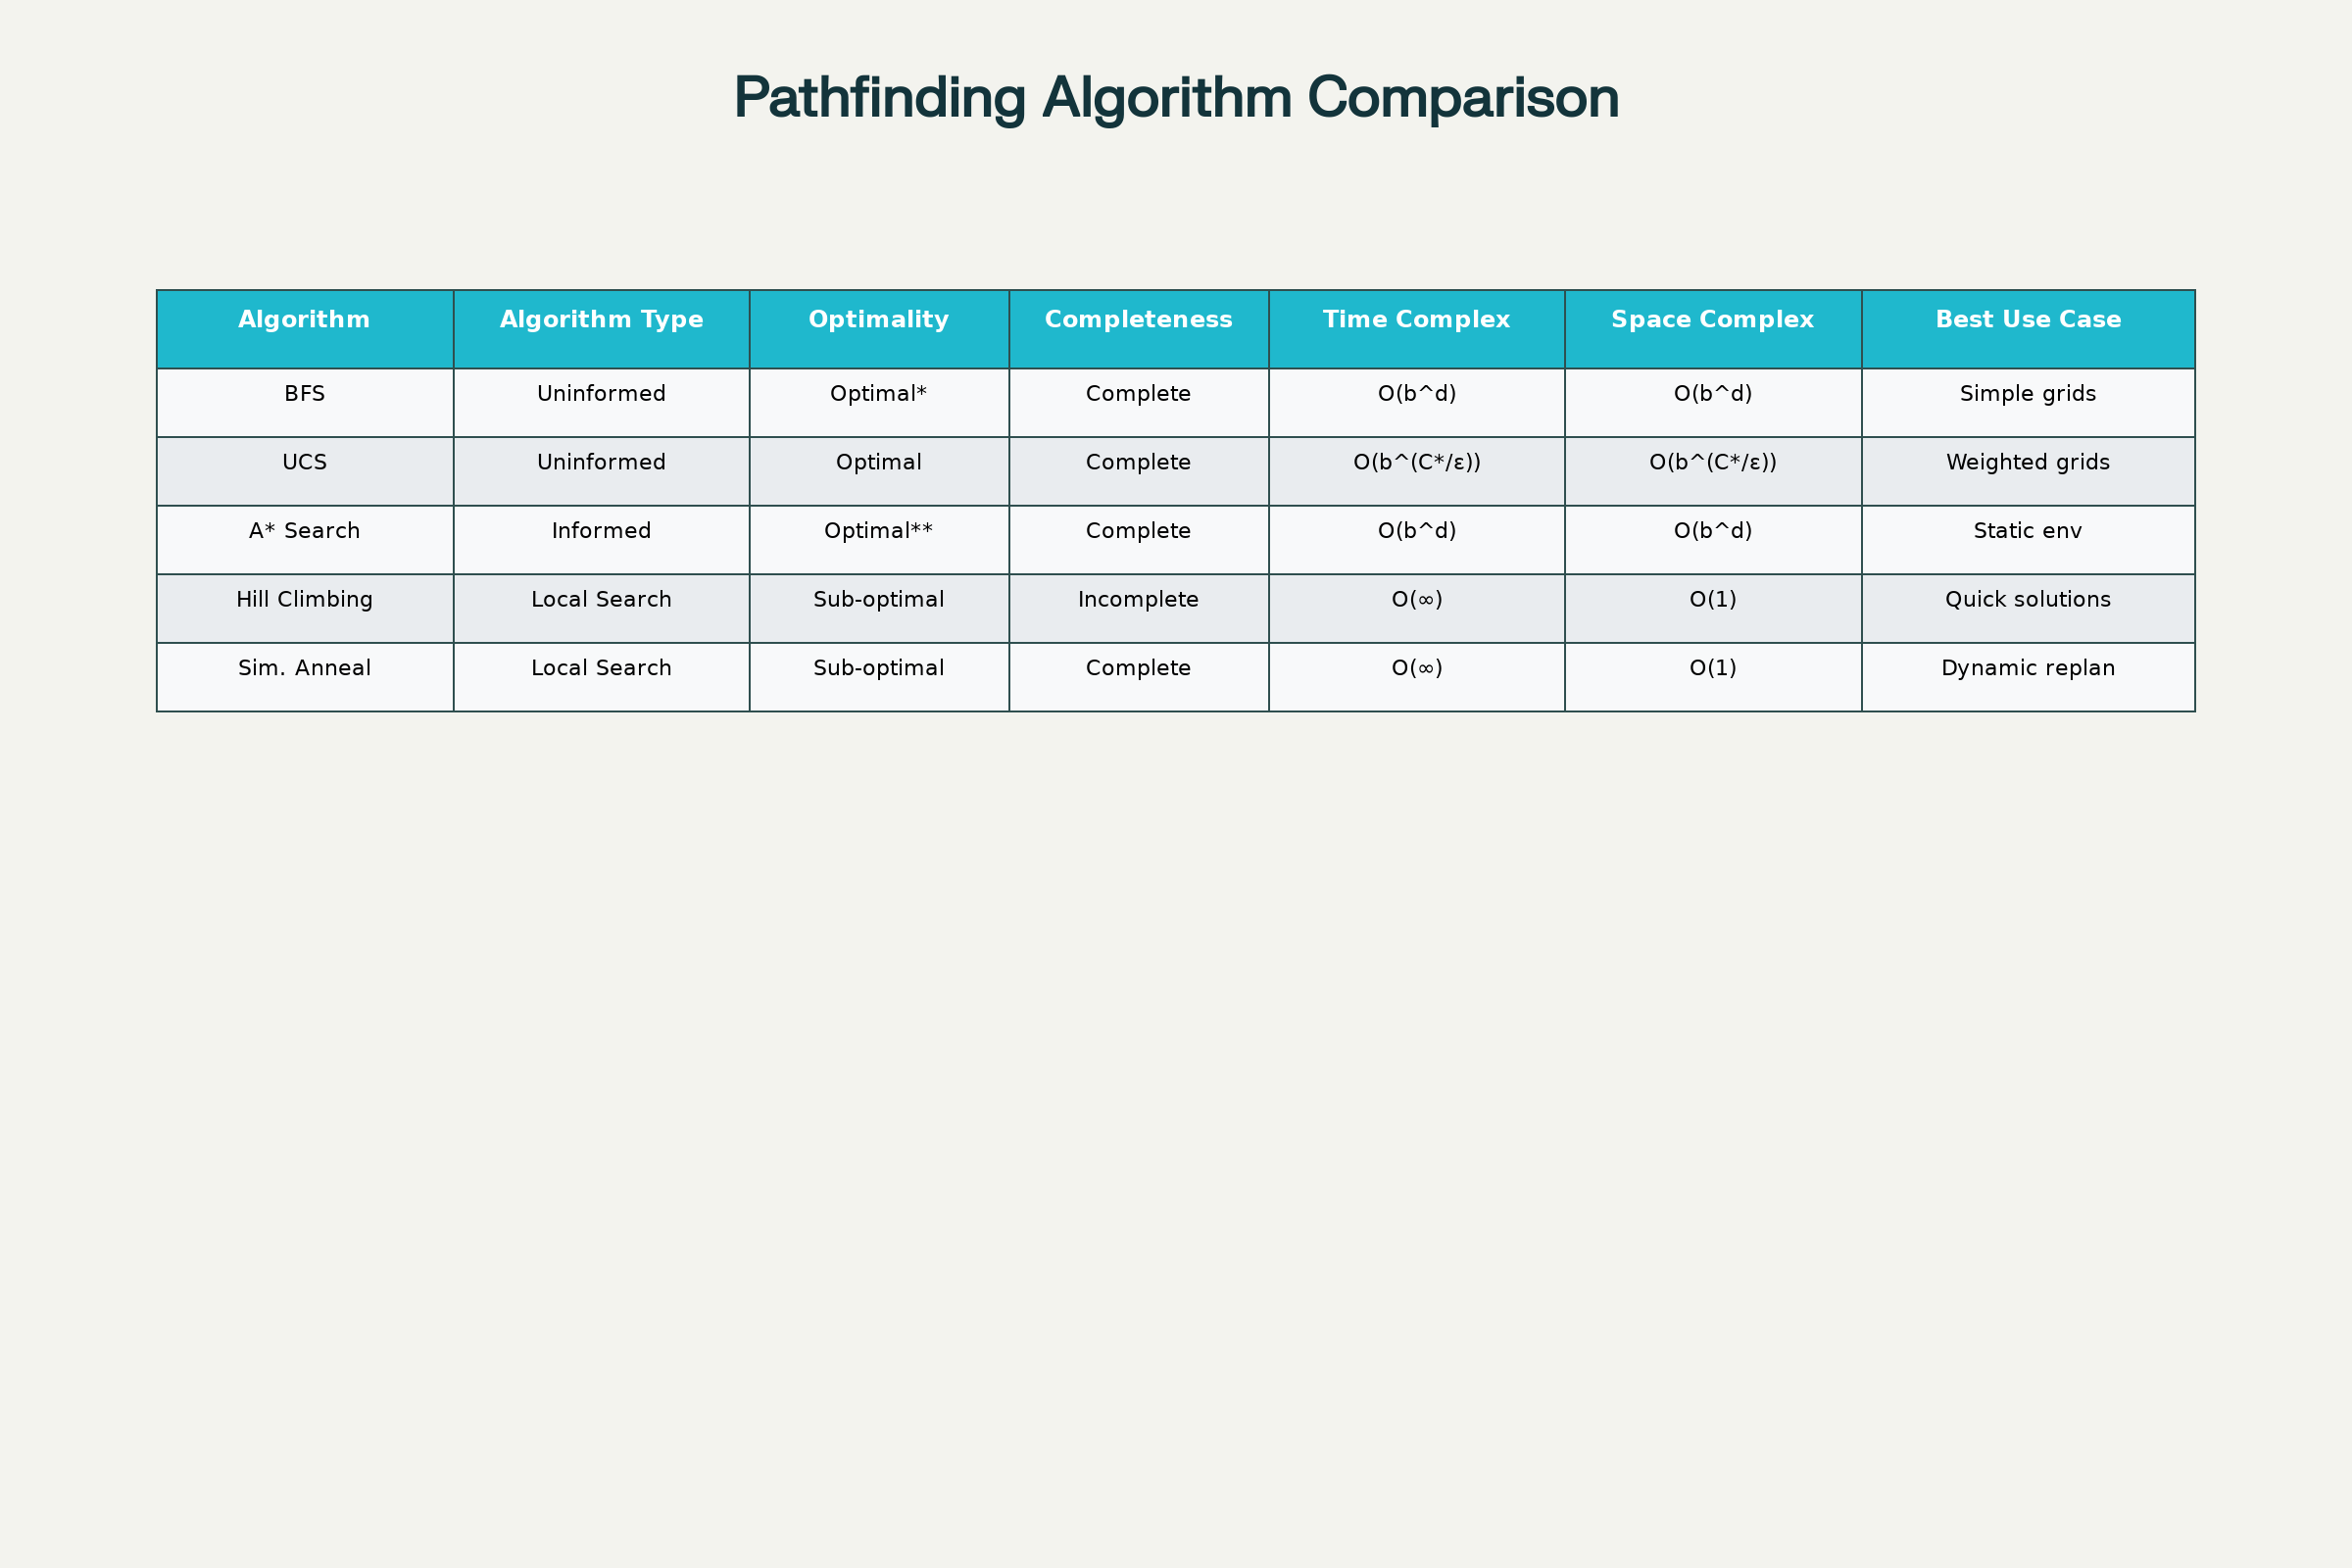 Pathfinding Algorithm Comparison
Algorithm Algorithm Type Optimality Completeness Time Complex Space Complex Best Use Case
BFS Uninformed Optimal* Complete O(b^d) O(b^d) Simple grids
UCS Uninformed Optimal Complete O(b^(C*/ε)) O(b^(C*/ε)) Weighted grids
A* Search Informed Optimal** Complete O(b^d) O(b^d) Static env
Hill Climbing Local Search Sub-optimal Incomplete O(∞) O(1) Quick solutions
Sim. Anneal Local Search Sub-optimal Complete O(∞) O(1) Dynamic replan